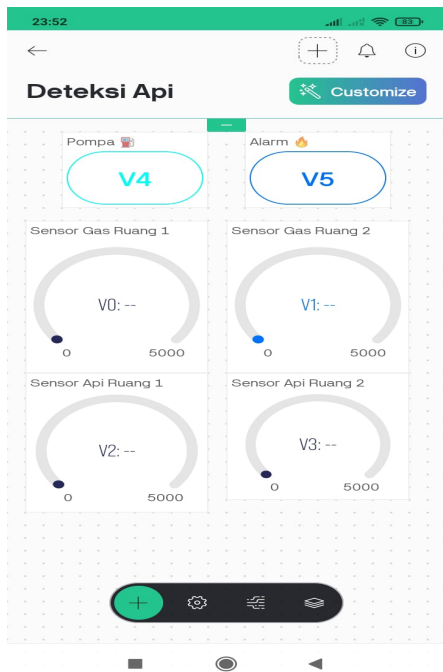 23:52
83
Deteksi Api
Customize
Pompa ⛽
Alarm 🔥
V4
V5
Sensor Gas Ruang 1
Sensor Gas Ruang 2
V0: --
V1: --
0 5000
0 5000
Sensor Api Ruang 1
Sensor Api Ruang 2
V2: --
V3: --
0 5000
0 5000